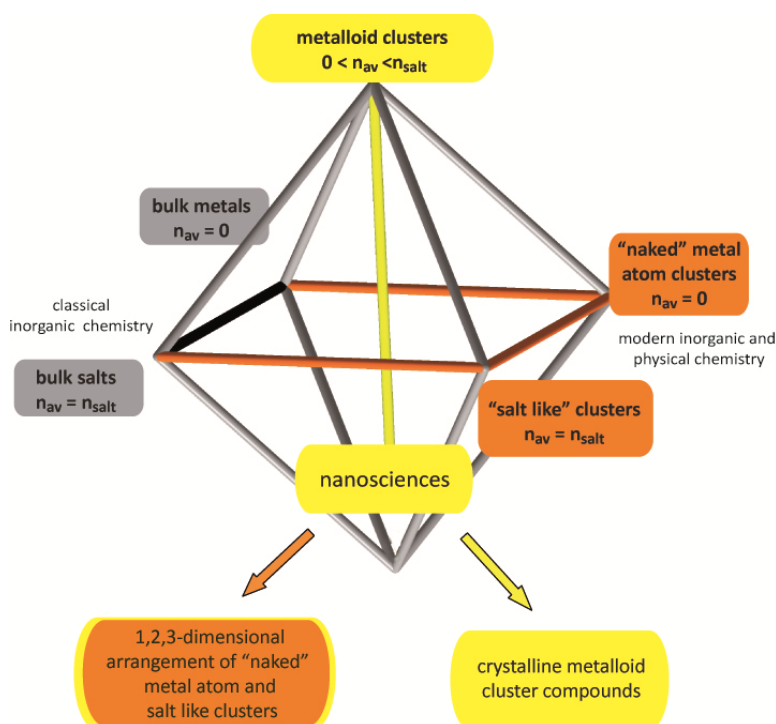 metalloid clusters
0 < nav <nsalt
bulk metals
nav = 0
“naked” metal
atom clusters
nav = 0
classical
inorganic chemistry
modern inorganic and
physical chemistry
bulk salts
nav = nsalt
“salt like” clusters
nav = nsalt
nanosciences
1,2,3-dimensional
arrangement of “naked”
metal atom and
salt like clusters
crystalline metalloid
cluster compounds